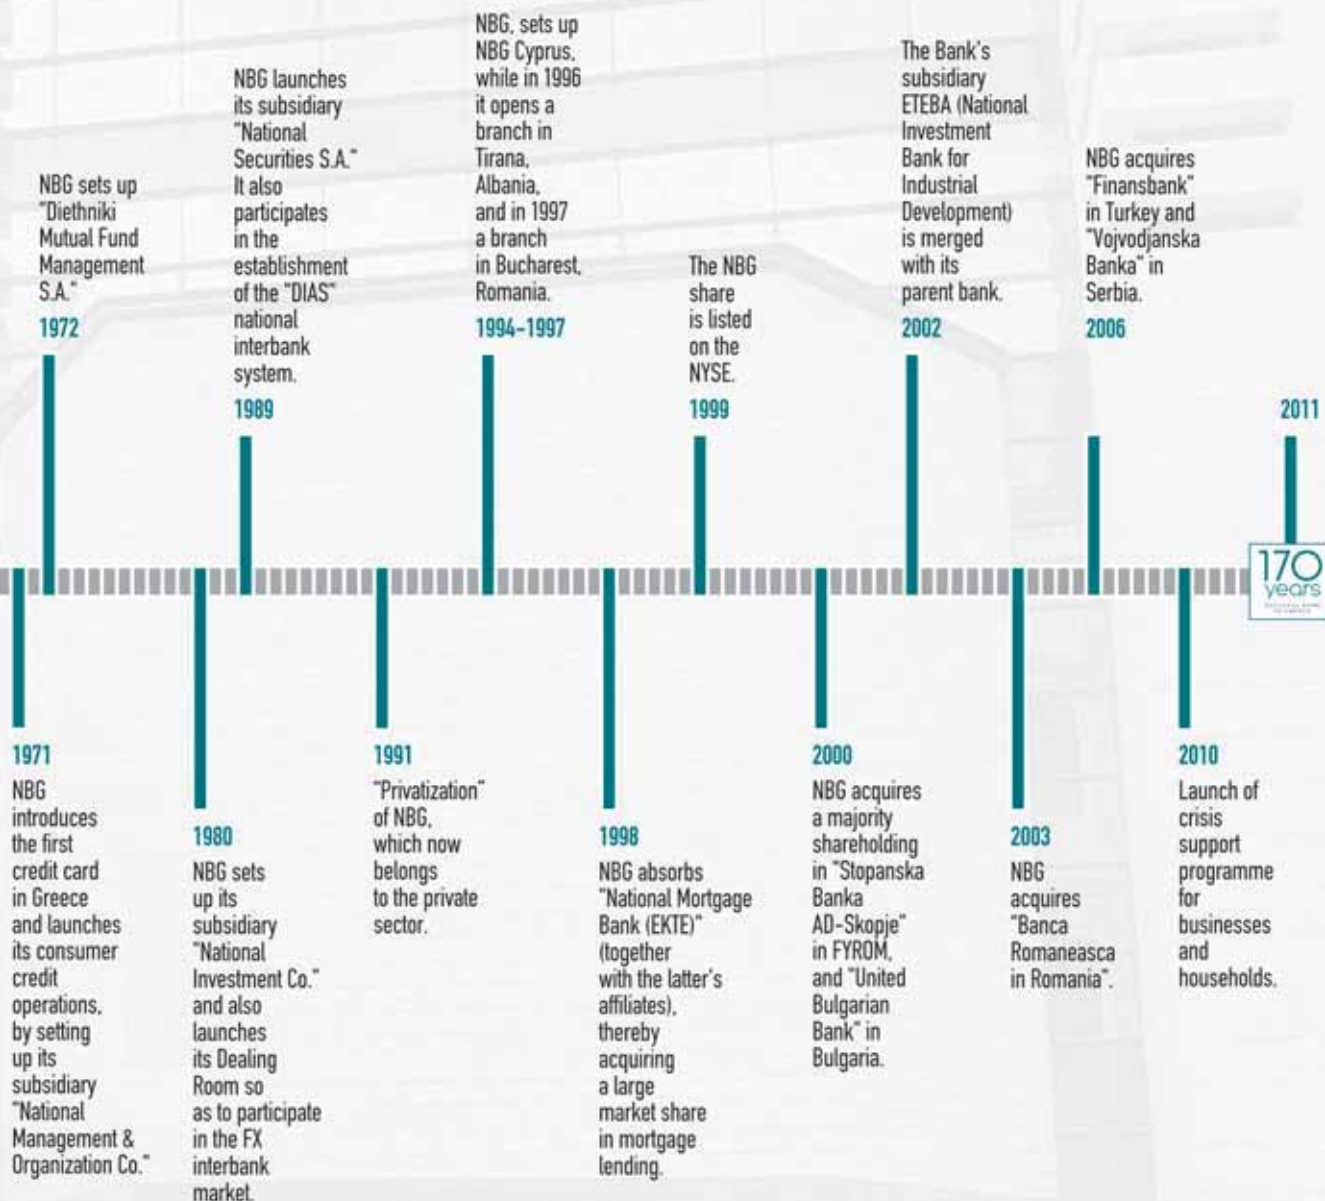 NBG sets up
"Diethniki
Mutual Fund
Management
S.A."
1972
NBG launches
its subsidiary
"National
Securities S.A."
It also
participates
in the
establishment
of the "DIAS"
national
interbank
system.
1989
NBG, sets up
NBG Cyprus,
while in 1996
it opens a
branch in
Tirana,
Albania,
and in 1997
a branch
in Bucharest,
Romania.
1994-1997
The NBG
share
is listed
on the
NYSE.
1999
The Bank's
subsidiary
ETEBA (National
Investment
Bank for
Industrial
Development)
is merged
with its
parent bank.
2002
NBG acquires
"Finansbank"
in Turkey and
"Vojvodjanska
Banka" in
Serbia.
2006
2011
170
years
1971
NBG
introduces
the first
credit card
in Greece
and launches
its consumer
credit
operations,
by setting
up its
subsidiary
"National
Management &
Organization Co."
1980
NBG sets
up its
subsidiary
"National
Investment Co."
and also
launches
its Dealing
Room so
as to participate
in the FX
interbank
market.
1991
"Privatization"
of NBG,
which now
belongs
to the private
sector.
1998
NBG absorbs
"National Mortgage
Bank (EKTE)"
(together
with the latter's
affiliates),
thereby
acquiring
a large
market share
in mortgage
lending.
2000
NBG acquires
a majority
shareholding
in "Stopanska
Banka
AD-Skopje"
in FYROM,
and "United
Bulgarian
Bank" in
Bulgaria.
2003
NBG
acquires
"Banca
Romaneasca
in Romania".
2010
Launch of
crisis
support
programme
for
businesses
and
households.